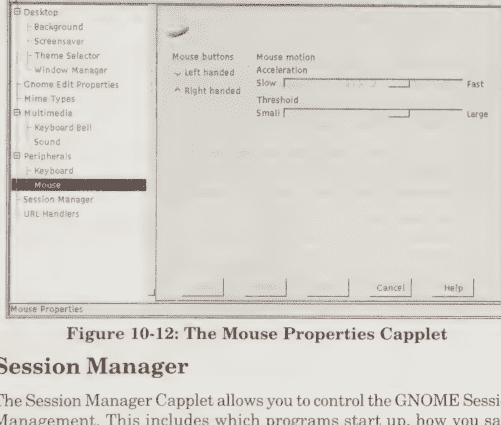 Desktop
Background
Screensaver
Theme Selector
Window Manager
Gnome Edit Properties
Mime Types
Multimedia
Keyboard Bell
Sound
Peripherals
Keyboard
Mouse
Session Manager
URL Handlers
Mouse buttons
Left handed
Right handed
Mouse motion
Acceleration
Slow Fast
Threshold
Small Large
Cancel Help
Mouse Properties
Figure 10-12: The Mouse Properties Capplet
Session Manager
The Session Manager Capplet allows you to control the GNOME Sessi
Management. This includes which programs start up, how you sa